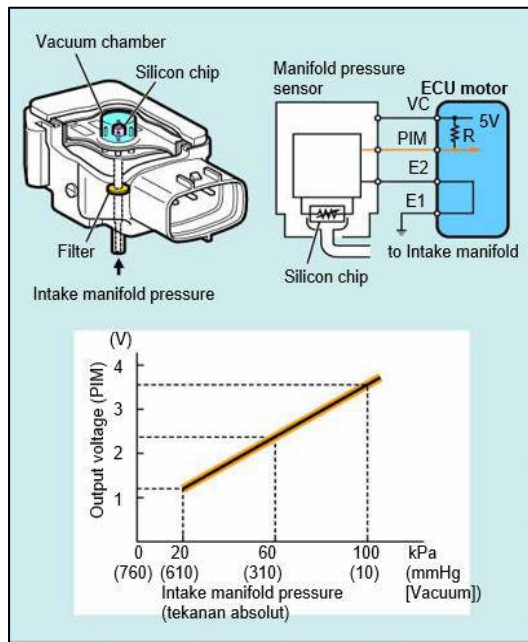 Vacuum chamber
Silicon chip
Filter
Intake manifold pressure
Manifold pressure
sensor
ECU motor
VC
5V
R
PIM
E2
E1
to Intake manifold
Silicon chip
(V)
Output voltage (PIM)
4
3
2
1
0 20 60 100 kPa
(760) (610) (310) (10) (mmHg
[Vacuum])
Intake manifold pressure
(tekanan absolut)